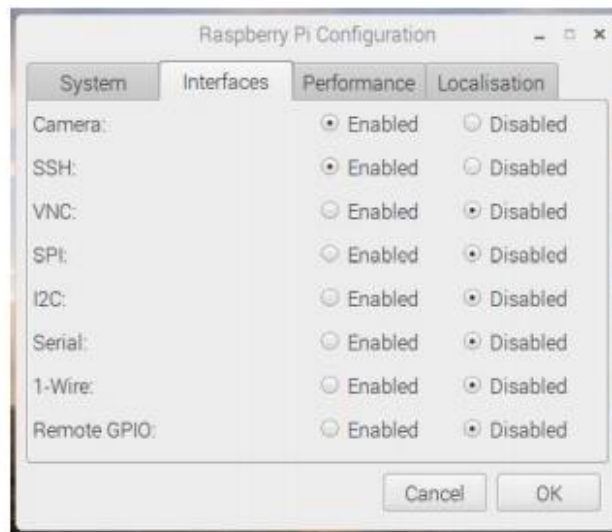 Raspberry Pi Configuration
System Interfaces Performance Localisation
Camera: Enabled Disabled
SSH: Enabled Disabled
VNC: Enabled Disabled
SPI: Enabled Disabled
I2C: Enabled Disabled
Serial: Enabled Disabled
1-Wire: Enabled Disabled
Remote GPIO: Enabled Disabled
Cancel OK